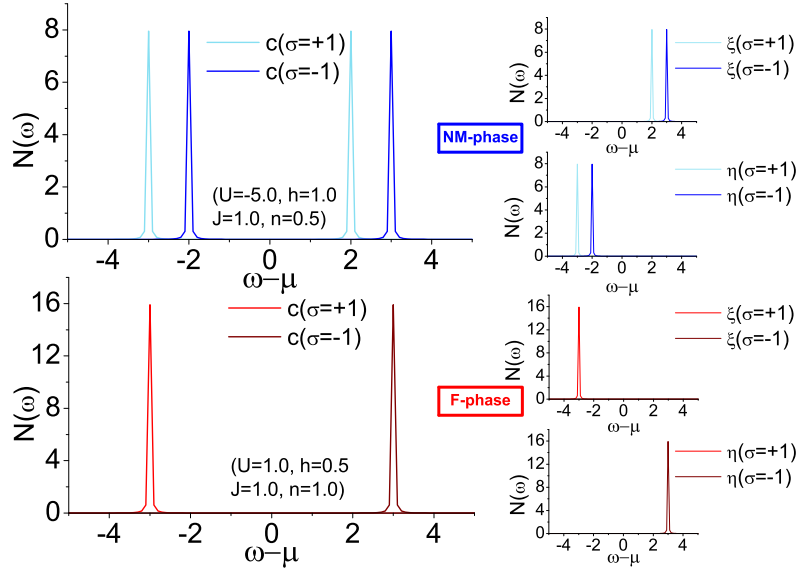 8
6
4
2
0
N(ω)
c(σ=+1)
c(σ=-1)
(U=-5.0, h=1.0
J=1.0, n=0.5)
-4 -2 0 2 4
ω−μ
NM-phase
8
6
4
2
0
N(ω)
ξ(σ=+1)
ξ(σ=-1)
-4 -2 0 2 4
ω−μ
8
6
4
2
0
N(ω)
η(σ=+1)
η(σ=-1)
-4 -2 0 2 4
ω−μ
16
12
8
4
0
N(ω)
c(σ=+1)
c(σ=-1)
(U=1.0, h=0.5
J=1.0, n=1.0)
-4 -2 0 2 4
ω−μ
F-phase
16
12
8
4
0
N(ω)
ξ(σ=+1)
ξ(σ=-1)
-4 -2 0 2 4
ω−μ
16
12
8
4
0
N(ω)
η(σ=+1)
η(σ=-1)
-4 -2 0 2 4
ω−μ